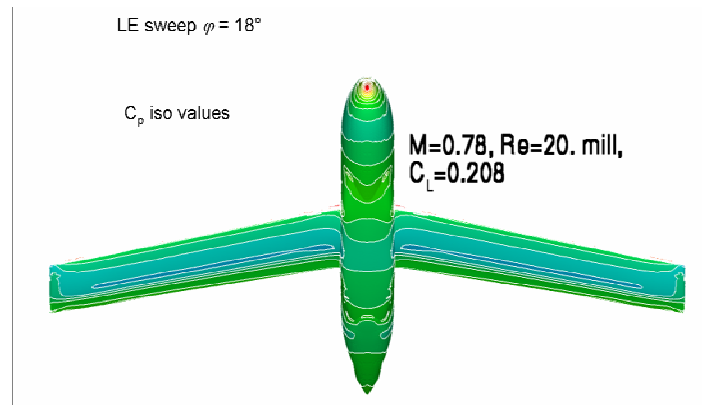 LE sweep φ = 18°
Cp iso values
M=0.78, Re=20. mill,
CL=0.208